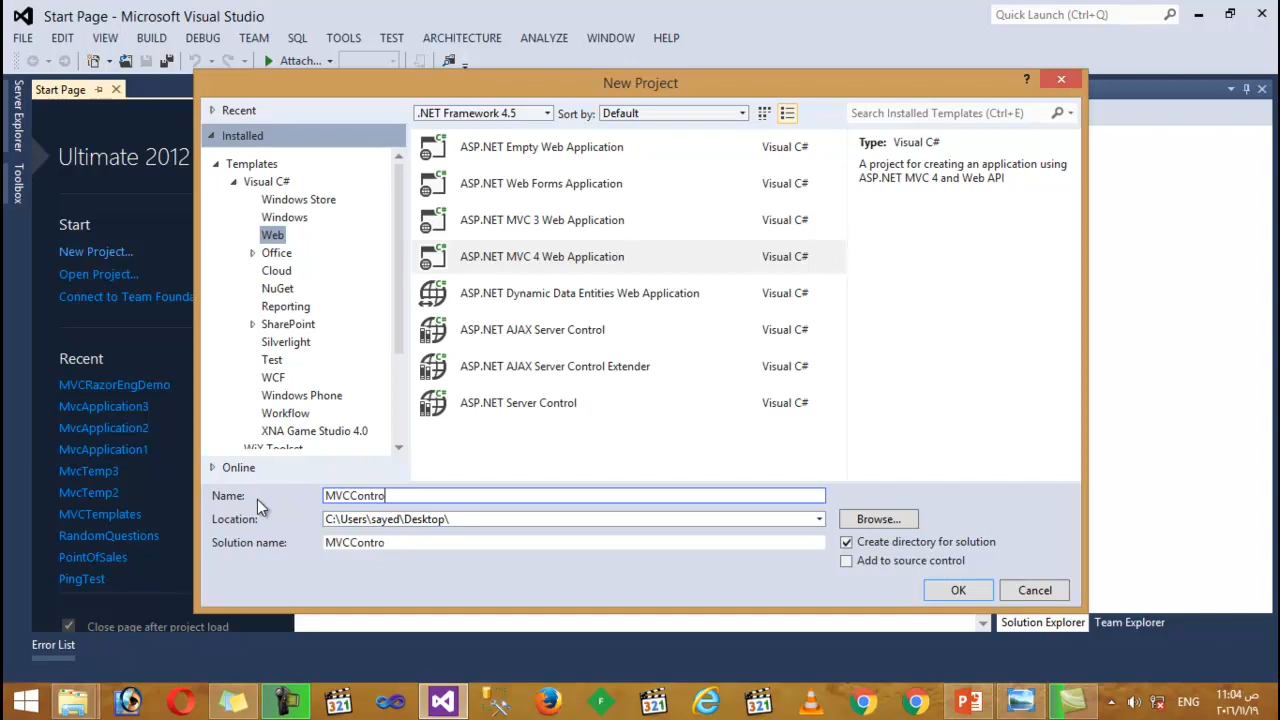 Start Page - Microsoft Visual Studio
Quick Launch (Ctrl+Q)
FILE EDIT VIEW BUILD DEBUG TEAM SQL TOOLS TEST ARCHITECTURE ANALYZE WINDOW HELP
Attach...
Start Page
Server Explorer
Toolbox
Ultimate 2012
Start
New Project...
Open Project...
Connect to Team Founda
Recent
MVCRazorEngDemo
MvcApplication3
MvcApplication2
MvcApplication1
MvcTemp3
MvcTemp2
MVCTemplates
RandomQuestions
PointOfSales
PingTest
Close page after project load
New Project
?
Recent
Installed
Templates
Visual C#
Windows Store
Windows
Web
Office
Cloud
NuGet
Reporting
SharePoint
Silverlight
Test
WCF
Windows Phone
Workflow
XNA Game Studio 4.0
WiX Toolset
Online
.NET Framework 4.5 Sort by: Default
ASP.NET Empty Web Application Visual C#
ASP.NET Web Forms Application Visual C#
ASP.NET MVC 3 Web Application Visual C#
ASP.NET MVC 4 Web Application Visual C#
ASP.NET Dynamic Data Entities Web Application Visual C#
ASP.NET AJAX Server Control Visual C#
ASP.NET AJAX Server Control Extender Visual C#
ASP.NET Server Control Visual C#
Search Installed Templates (Ctrl+E)
Type: Visual C#
A project for creating an application using
ASP.NET MVC 4 and Web API
Name: MVCContro
Location: C:\Users\sayed\Desktop\
Browse...
Solution name: MVCContro
Create directory for solution
Add to source control
OK Cancel
Solution Explorer Team Explorer
Error List
321 321 321
ENG
11:04 ص
٢٠١٦/١١/١٩